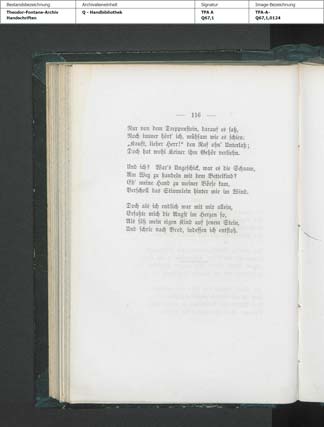 Bestandsbezeichnung
Theodor-Fontane-Archiv
Handschriften
Archivalieneinheit
Q - Handbibliothek
Signatur
TFA A
Q67,1
Image-Bezeichnung
TFA-A-
Q67,1,0124
— 116 —
Nur von dem Treppenstein, darauf es saß,
Noch immer hört' ich, mühsam wie es schien,
„Kauft, lieber Herr!“ den Ruf ohn' Unterlaß;
Doch hat wohl Keiner ihm Gehör verliehn.
Und ich? War's Ungeschick, war es die Scham,
Am Weg zu handeln mit dem Bettelkind?
Eh' meine Hand zu meiner Börse kam,
Verscholl das Stimmlein hinter mir im Wind.
Doch als ich endlich war mit mir allein,
Erfaßte mich die Angst im Herzen so,
Als säß mein eigen Kind auf jenem Stein,
Und schrie nach Brod, indessen ich entfloh.